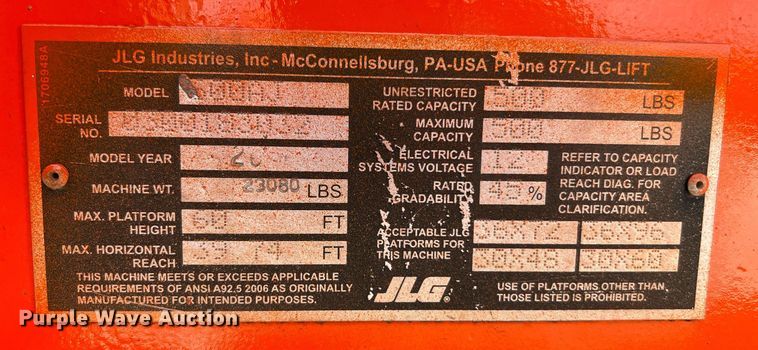 1706948A
JLG Industries, Inc - McConnellsburg, PA-USA Phone 877-JLG-LIFT
MODEL
UNRESTRICTED
RATED CAPACITY 500 LBS
SERIAL
NO.
MAXIMUM
CAPACITY 500 LBS
MODEL YEAR
ELECTRICAL
SYSTEMS VOLTAGE 12
MACHINE WT. 23080 LBS
RATED
GRADABILITY 45 %
REFER TO CAPACITY
INDICATOR OR LOAD
REACH DIAG. FOR
CAPACITY AREA
CLARIFICATION.
MAX. PLATFORM
HEIGHT 60 FT
MAX. HORIZONTAL
REACH FT
ACCEPTABLE JLG
PLATFORMS FOR
THIS MACHINE
36X72 36X96
30X48 30X60
THIS MACHINE MEETS OR EXCEEDS APPLICABLE
REQUIREMENTS OF ANSI A92.5 2006 AS ORIGINALLY
MANUFACTURED FOR INTENDED PURPOSES.
JLG®
USE OF PLATFORMS OTHER THAN
THOSE LISTED IS PROHIBITED.
Purple Wave Auction